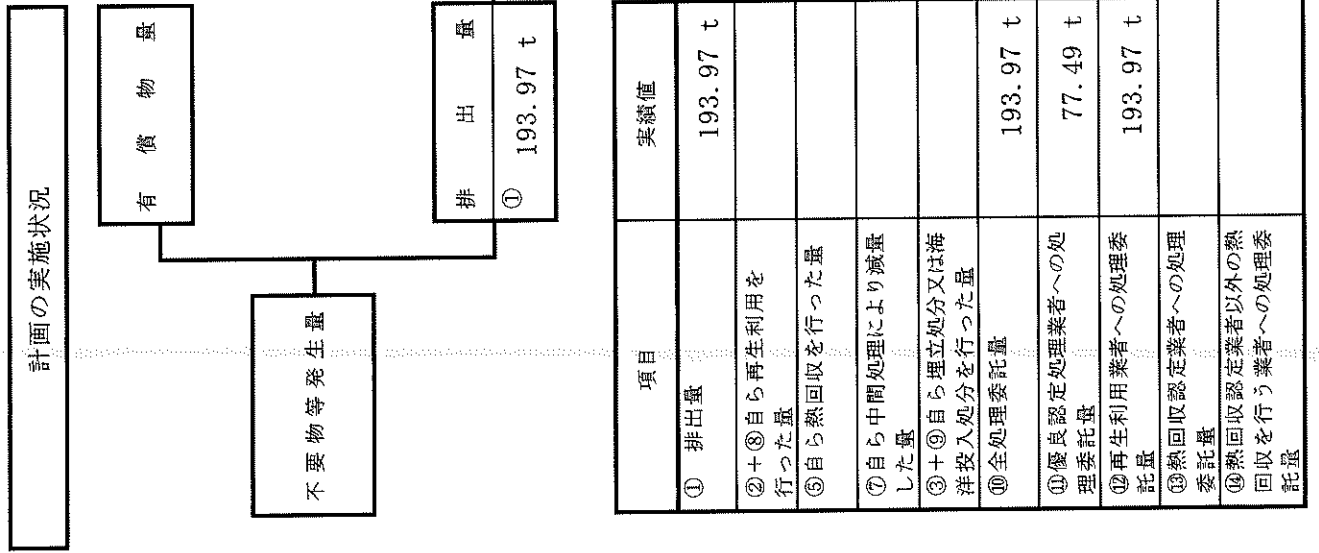 計画の実施状況
有償物量
不要物等発生量
排出量
① 193.97 t
項目 実績値
① 排出量 193.97 t
②+⑧自ら再生利用を
行った量
⑤自ら熱回収を行った量
⑦自ら中間処理により減量
した量
③+⑨自ら埋立処分又は海
洋投入処分を行った量
⑩全処理委託量 193.97 t
⑪優良認定処理業者への処
理委託量 77.49 t
⑫再生利用業者への処理委
託量 193.97 t
⑬熱回収認定業者への処理
委託量
⑭熱回収認定業者以外の熱
回収を行う業者への処理委
託量